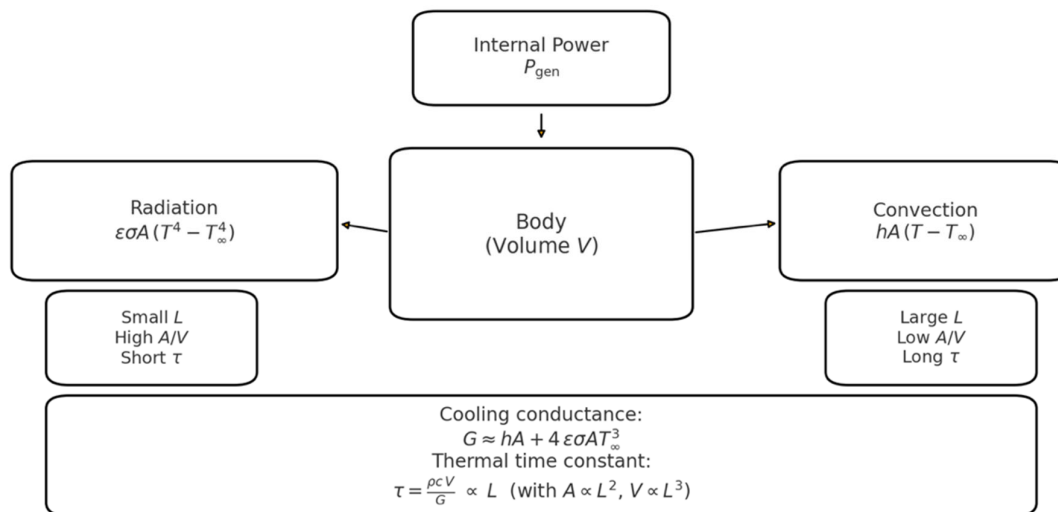 Internal Power
P_gen
Radiation
εσA (T⁴ − T∞⁴)
Body
(Volume V)
Convection
hA (T − T∞)
Small L
High A/V
Short τ
Large L
Low A/V
Long τ
Cooling conductance:
G ≈ hA + 4 εσAT∞³
Thermal time constant:
τ = ρc V / G ∝ L (with A ∝ L², V ∝ L³)